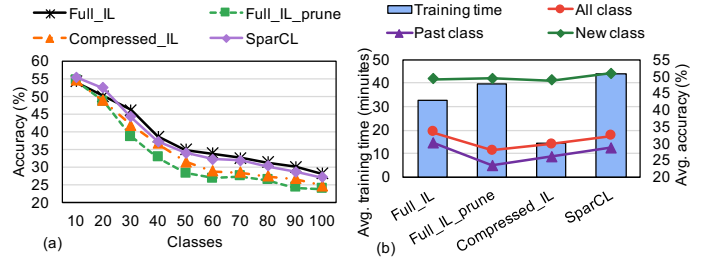 Full_IL
Full_IL_prune
Compressed_IL
SparCL
Accuracy (%)
60
55
50
45
40
35
30
25
20
10 20 30 40 50 60 70 80 90 100
Classes
(a)
Training time
All class
Past class
New class
Avg. training time (minuites)
50
40
30
20
10
0
Avg. accuracy (%)
55
50
45
40
35
30
25
20
Full_IL
Full_IL_prune
Compressed_IL
SparCL
(b)